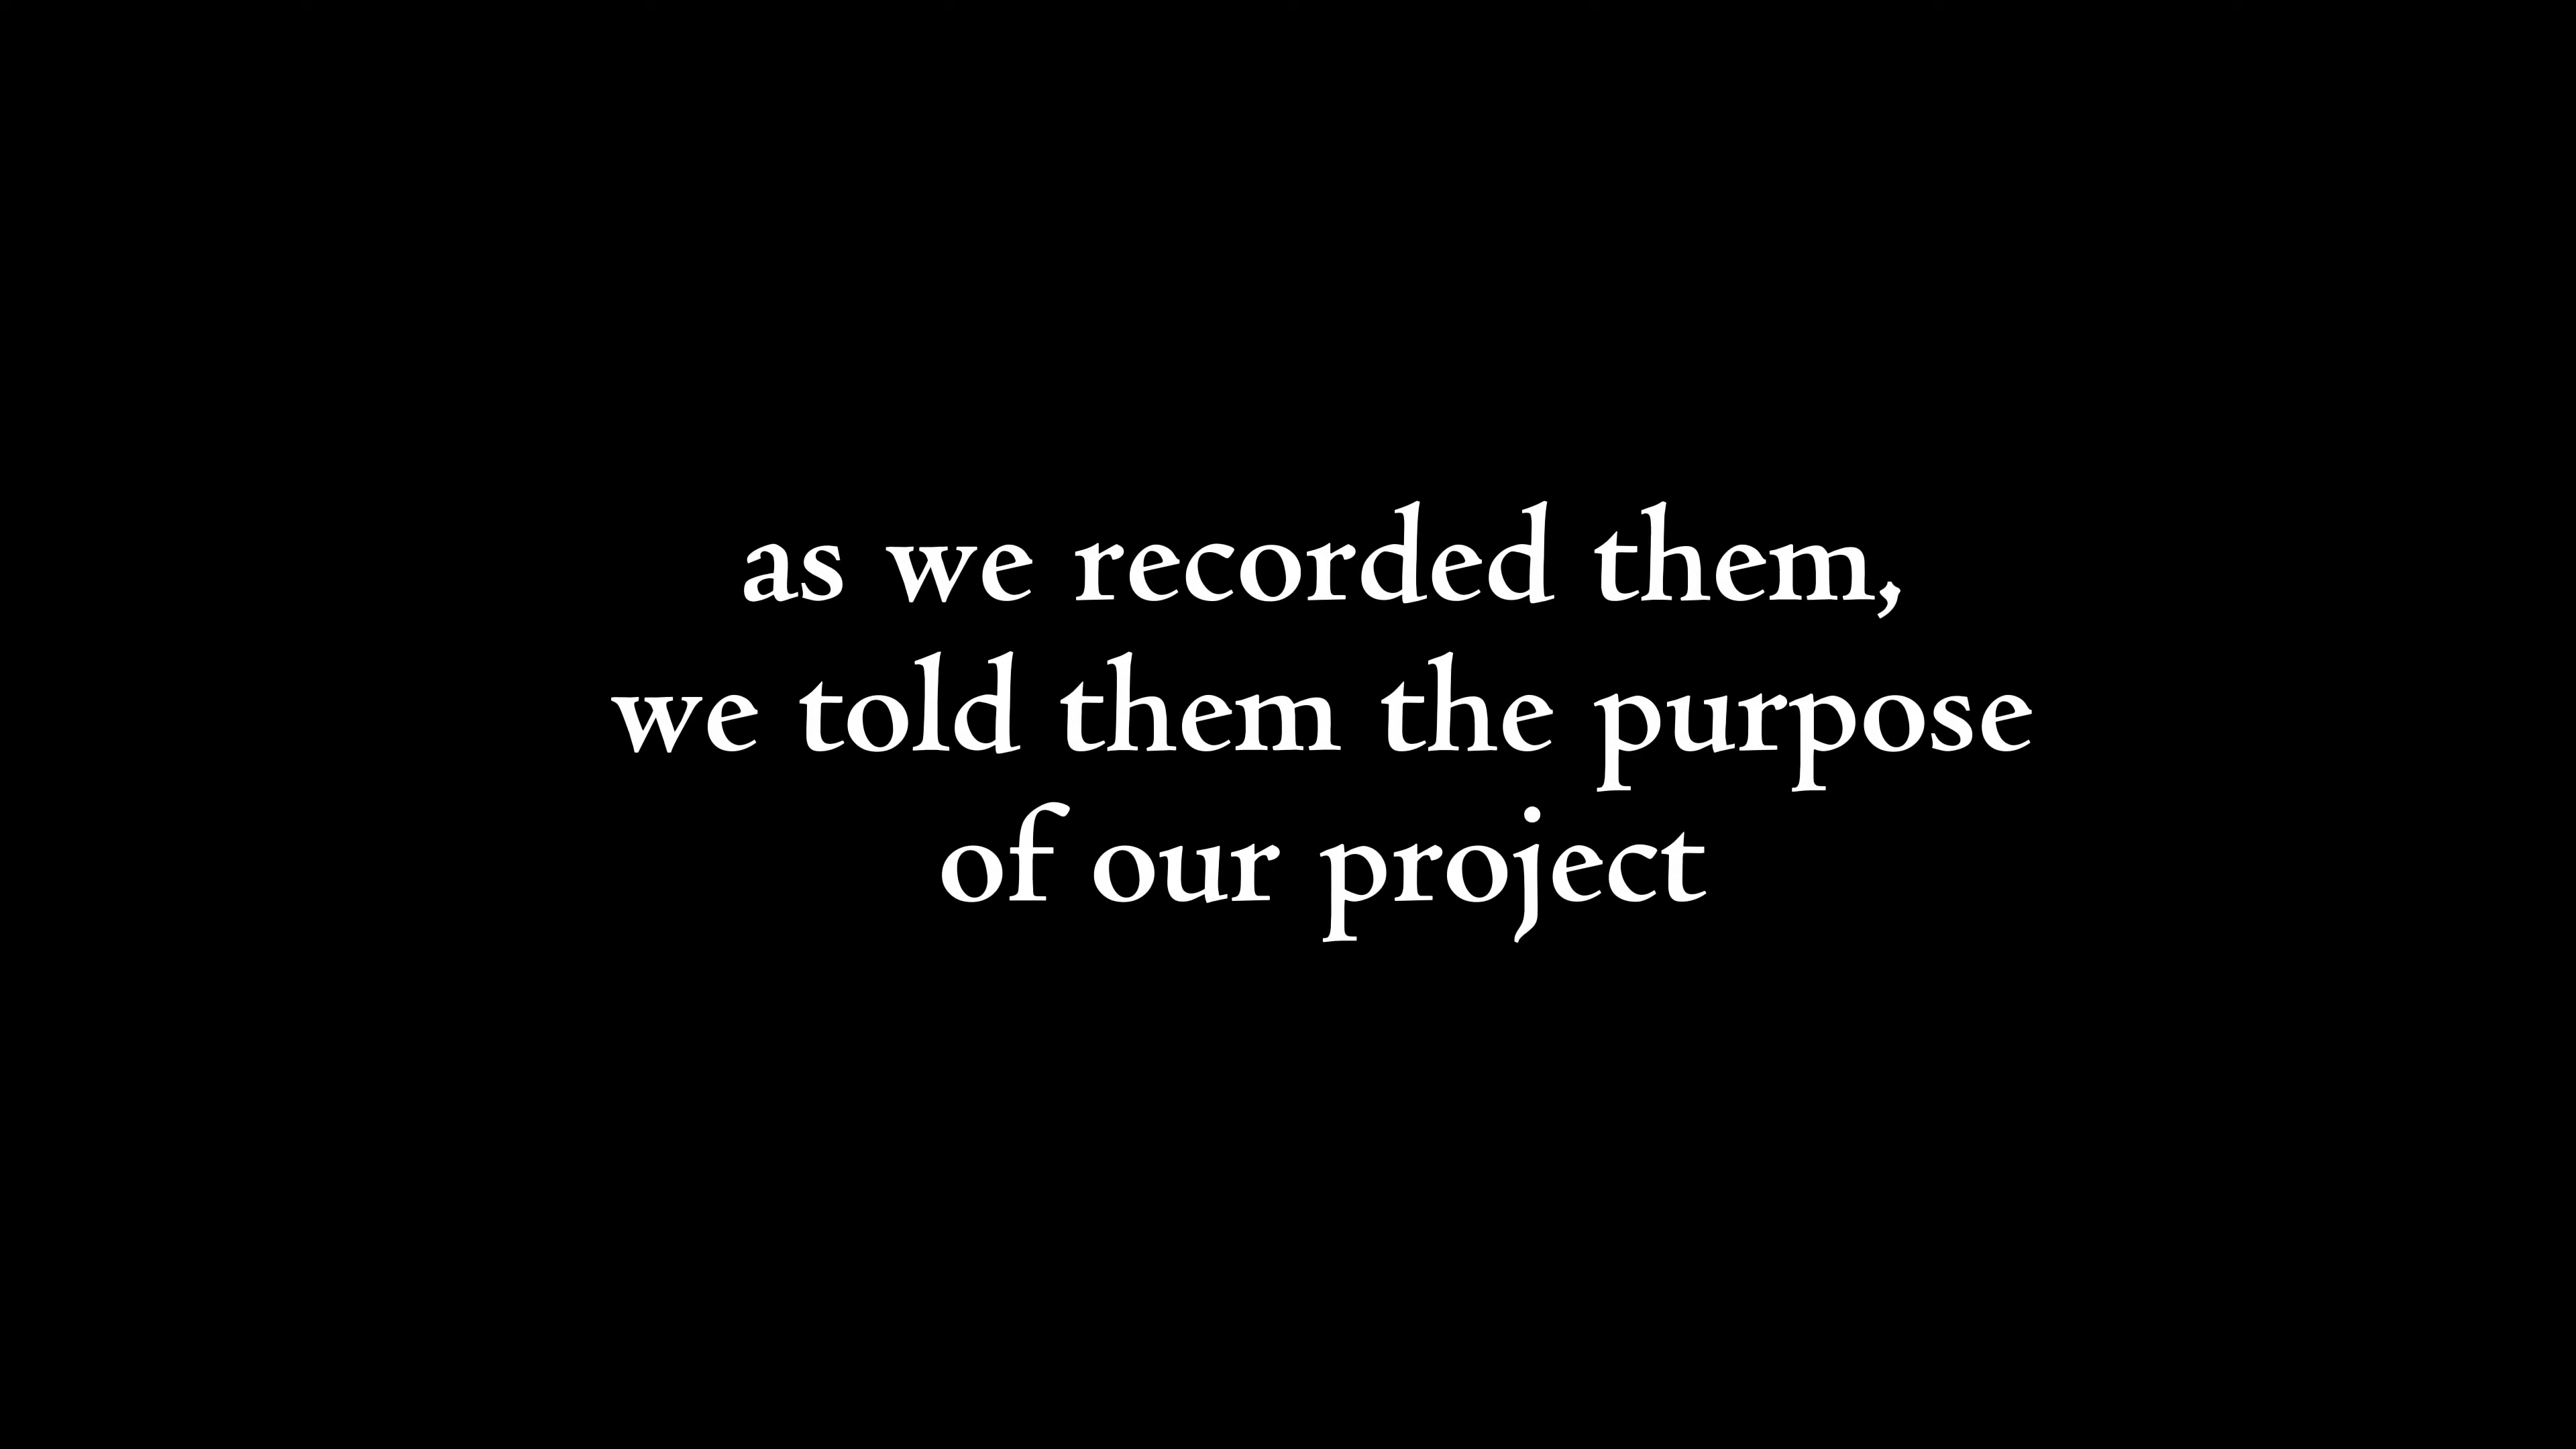 as we recorded them,
we told them the purpose
of our project